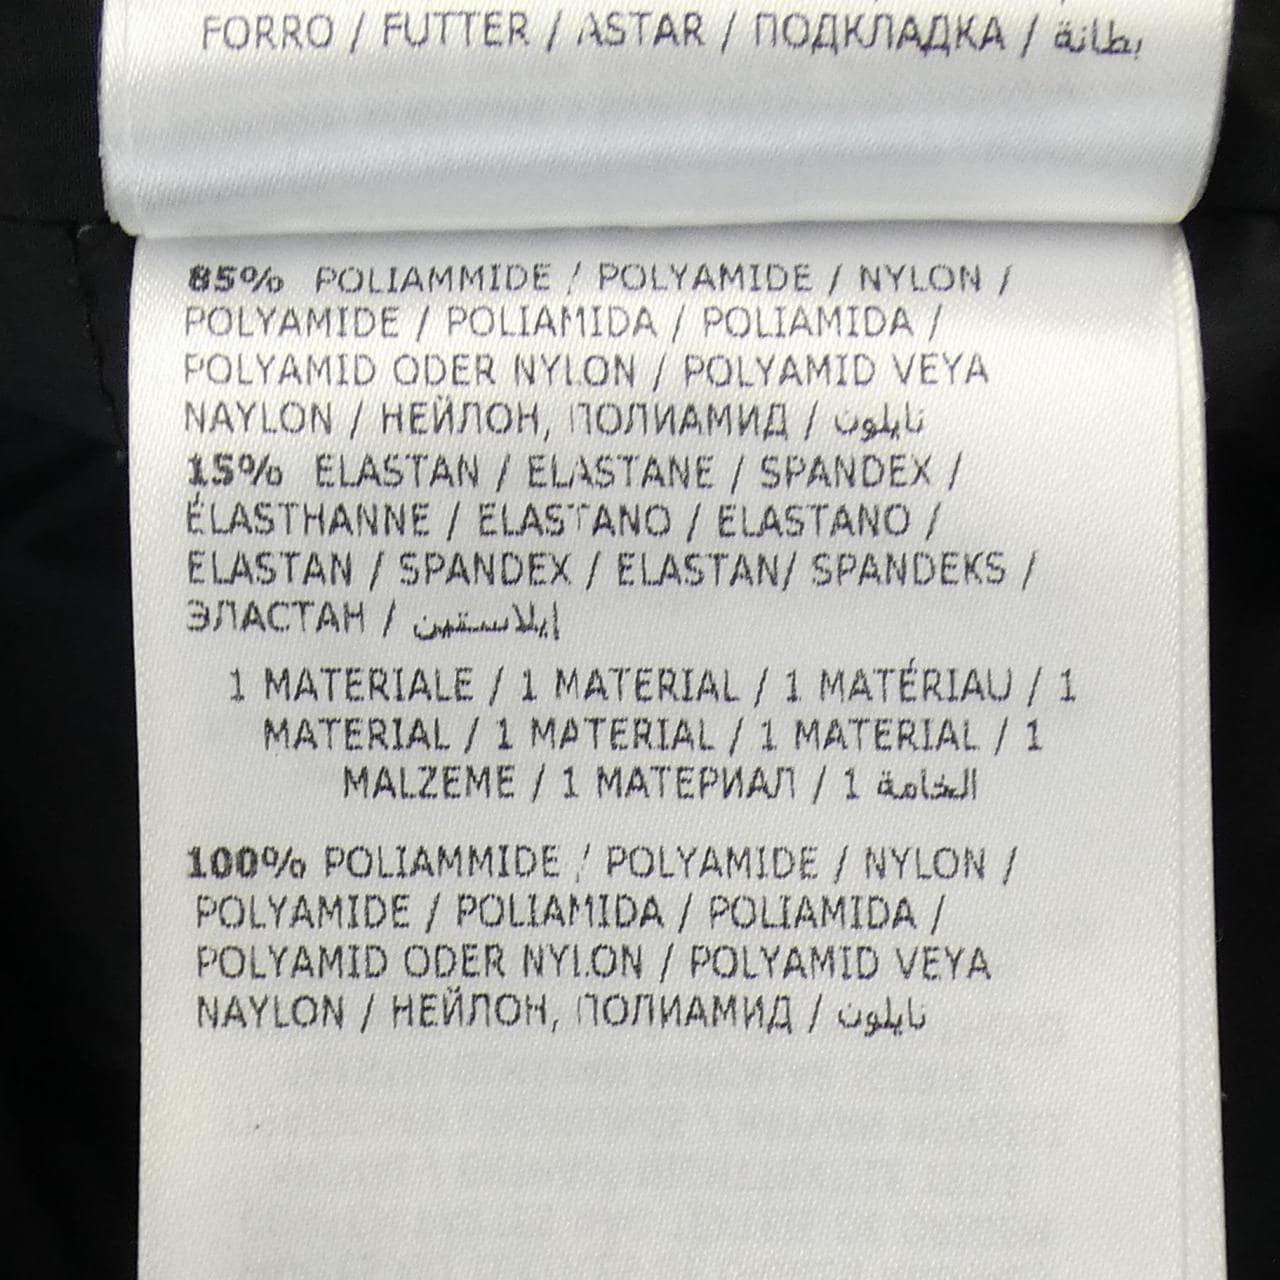 FORRO / FUTTER / ASTAR / ПОДКЛАДКА / بطانة
85% POLIAMMIDE / POLYAMIDE / NYLON /
POLYAMIDE / POLIAMIDA / POLIAMIDA /
POLYAMID ODER NYLON / POLYAMID VEYA
NAYLON / НЕЙЛОН, ПОЛИАМИД / نايلون
15% ELASTAN / ELASTANE / SPANDEX /
ÉLASTHANNE / ELASTANO / ELASTANO /
ELASTAN / SPANDEX / ELASTAN/ SPANDEKS /
ЭЛАСТАН / ايلاستين
1 MATERIALE / 1 MATERIAL / 1 MATÉRIAU / 1
MATERIAL / 1 MATERIAL / 1 MATERIAL / 1
MALZEME / 1 МАТЕРИАЛ / 1 الخامة
100% POLIAMMIDE / POLYAMIDE / NYLON /
POLYAMIDE / POLIAMIDA / POLIAMIDA /
POLYAMID ODER NYLON / POLYAMID VEYA
NAYLON / НЕЙЛОН, ПОЛИАМИД / نايلون